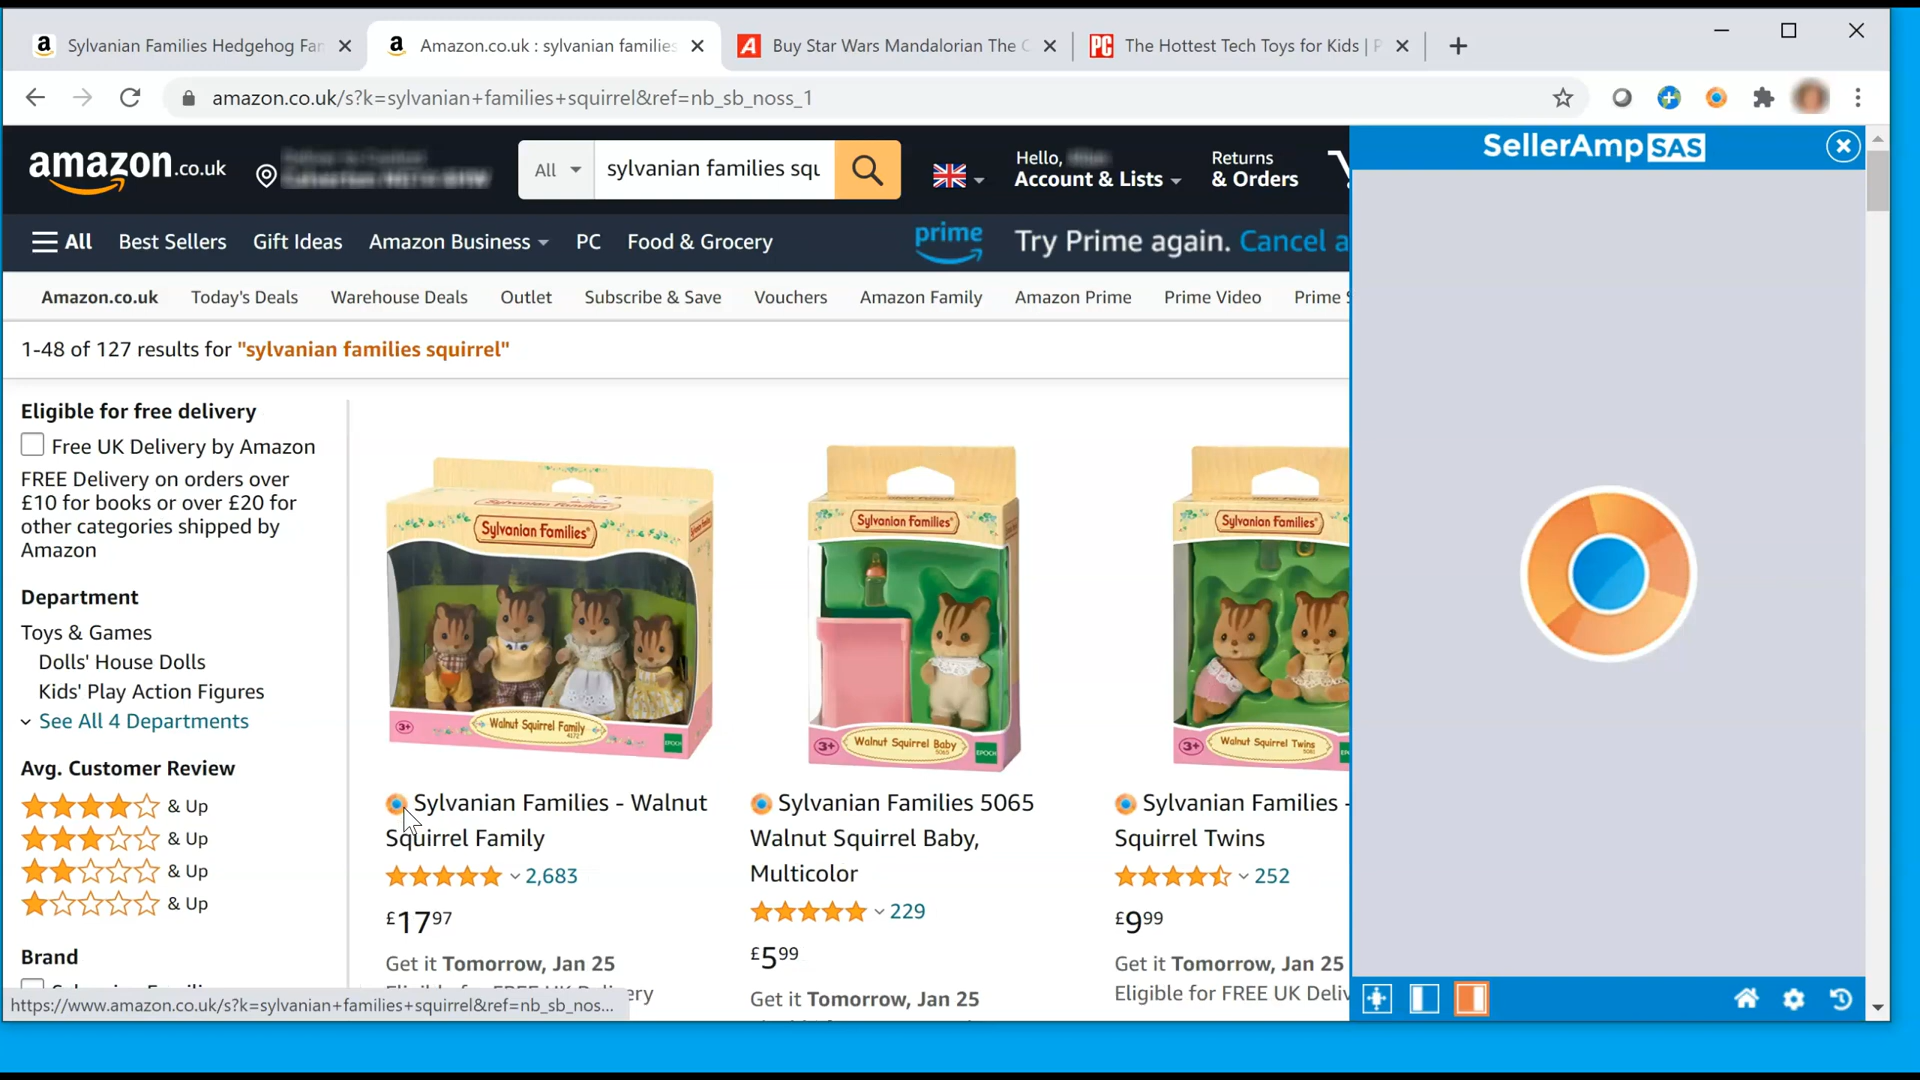 Sylvanian Families Hedgehog Fa
Amazon.co.uk : sylvanian families
Buy Star Wars Mandalorian The
The Hottest Tech Toys for Kids |
amazon.co.uk/s?k=sylvanian+families+squirrel&ref=nb_sb_noss_1
amazon.co.uk
All
sylvanian families squ
Hello,
Account & Lists
Returns
& Orders
SellerAmp SAS
All
Best Sellers
Gift Ideas
Amazon Business
PC
Food & Grocery
prime
Try Prime again. Cancel a
Amazon.co.uk
Today's Deals
Warehouse Deals
Outlet
Subscribe & Save
Vouchers
Amazon Family
Amazon Prime
Prime Video
Prime
1-48 of 127 results for "sylvanian families squirrel"
Eligible for free delivery
Free UK Delivery by Amazon
FREE Delivery on orders over
£10 for books or over £20 for
other categories shipped by
Amazon
Department
Toys & Games
Dolls' House Dolls
Kids' Play Action Figures
See All 4 Departments
Avg. Customer Review
& Up
& Up
& Up
& Up
Brand
Sylvanian Families
3+
Walnut Squirrel Family
4172
EPOCH
Sylvanian Families - Walnut
Squirrel Family
2,683
£17.97
Get it Tomorrow, Jan 25
Sylvanian Families
3+
Walnut Squirrel Baby
5065
EPOCH
Sylvanian Families 5065
Walnut Squirrel Baby,
Multicolor
229
£5.99
Get it Tomorrow, Jan 25
Sylvanian Families
3+
Walnut Squirrel Twins
Sylvanian Families -
Squirrel Twins
252
£9.99
Get it Tomorrow, Jan 25
Eligible for FREE UK Deliv
https://www.amazon.co.uk/s?k=sylvanian+families+squirrel&ref=nb_sb_nos...